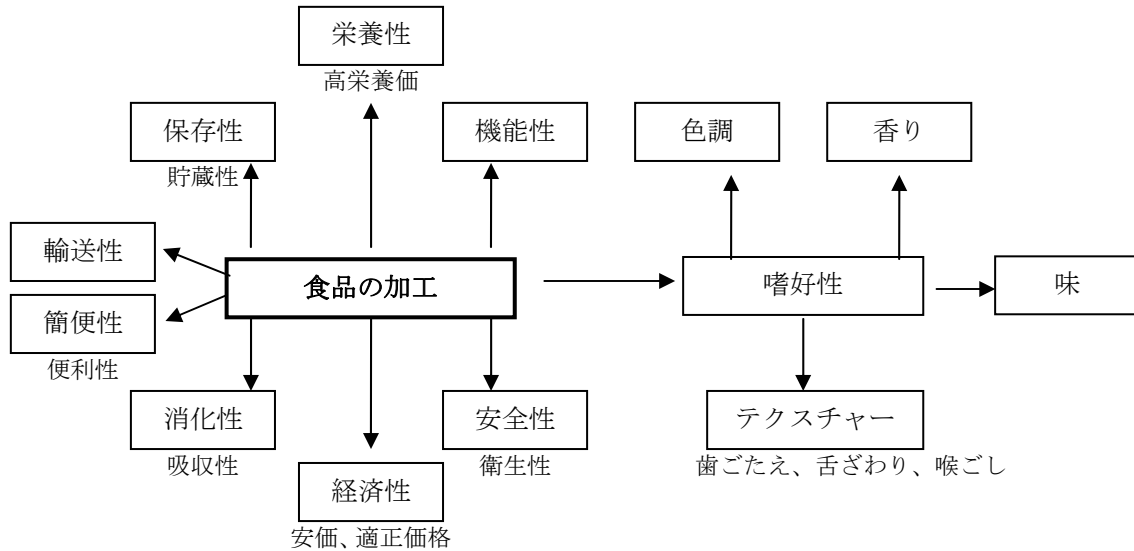 栄養性
高栄養価
保存性
貯蔵性
機能性
色調
香り
輸送性
食品の加工
嗜好性
味
簡便性
便利性
消化性
吸収性
安全性
衛生性
テクスチャー
歯ごたえ、舌ざわり、喉ごし
経済性
安価、適正価格